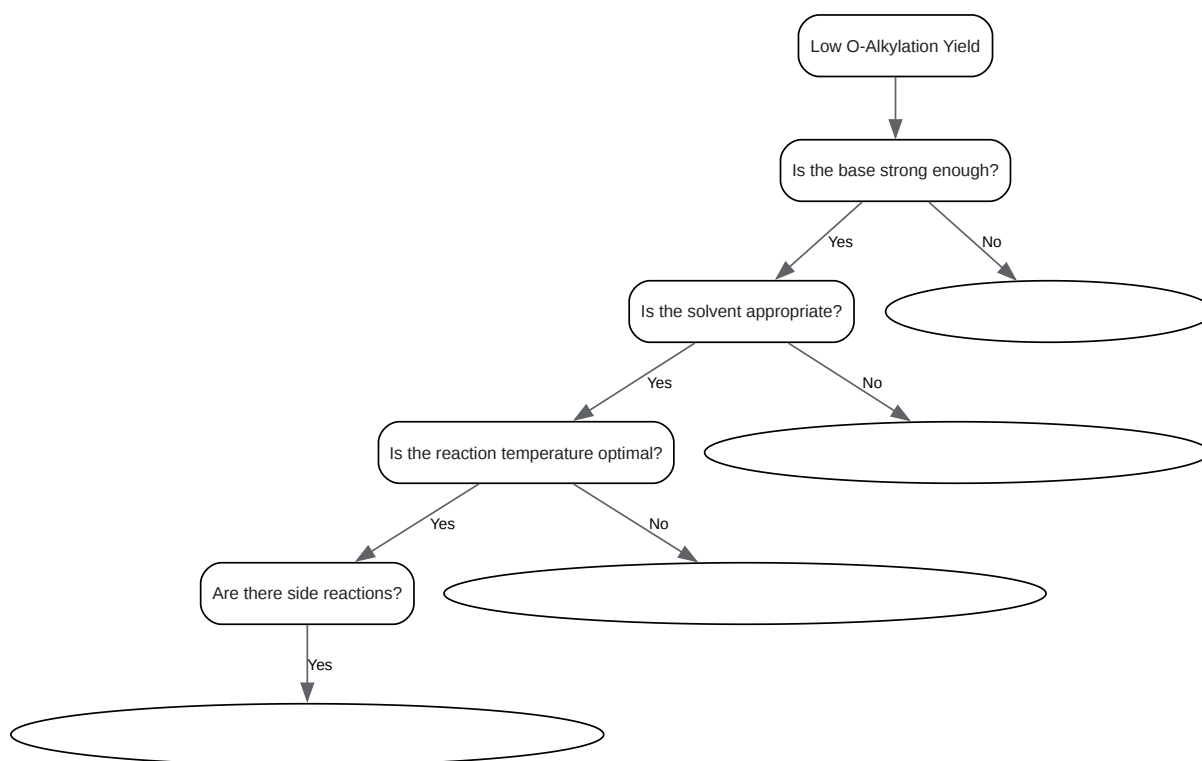 Low O-Alkylation Yield
Is the base strong enough?
Yes
No
Is the solvent appropriate?
Yes
No
Is the reaction temperature optimal?
Yes
No
Are there side reactions?
Yes